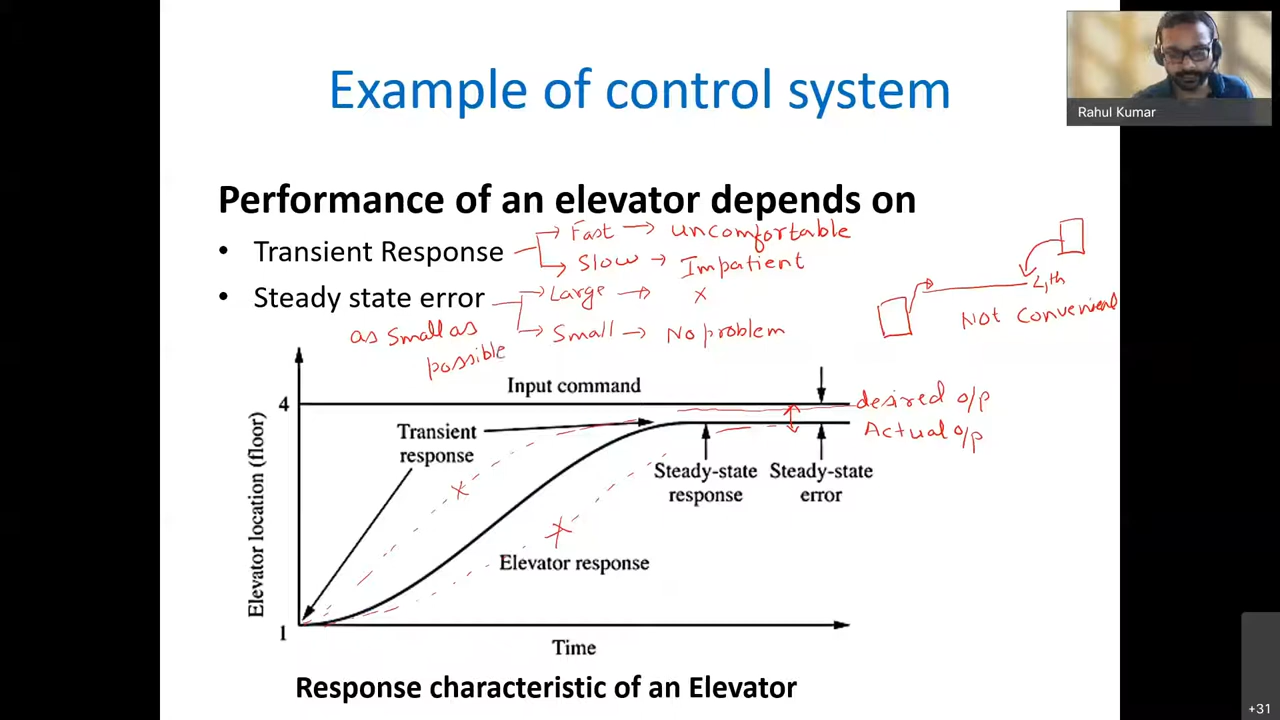 Example of control system
Rahul Kumar
Performance of an elevator depends on
• Transient Response → Fast → uncomfortable
→ Slow → Impatient
• Steady state error → Large → x
as small as possible
→ Small → No problem
4th
Not Convenient
Input command
4
desired o/p
Actual o/p
Transient
response
Steady-state
response
Steady-state
error
Elevator location (floor)
Elevator response
1
Time
Response characteristic of an Elevator
+31